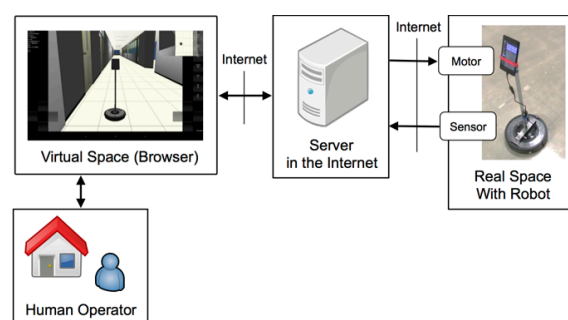 Internet
Internet
Motor
Sensor
Virtual Space (Browser)
Server
in the Internet
Real Space
With Robot
Human Operator